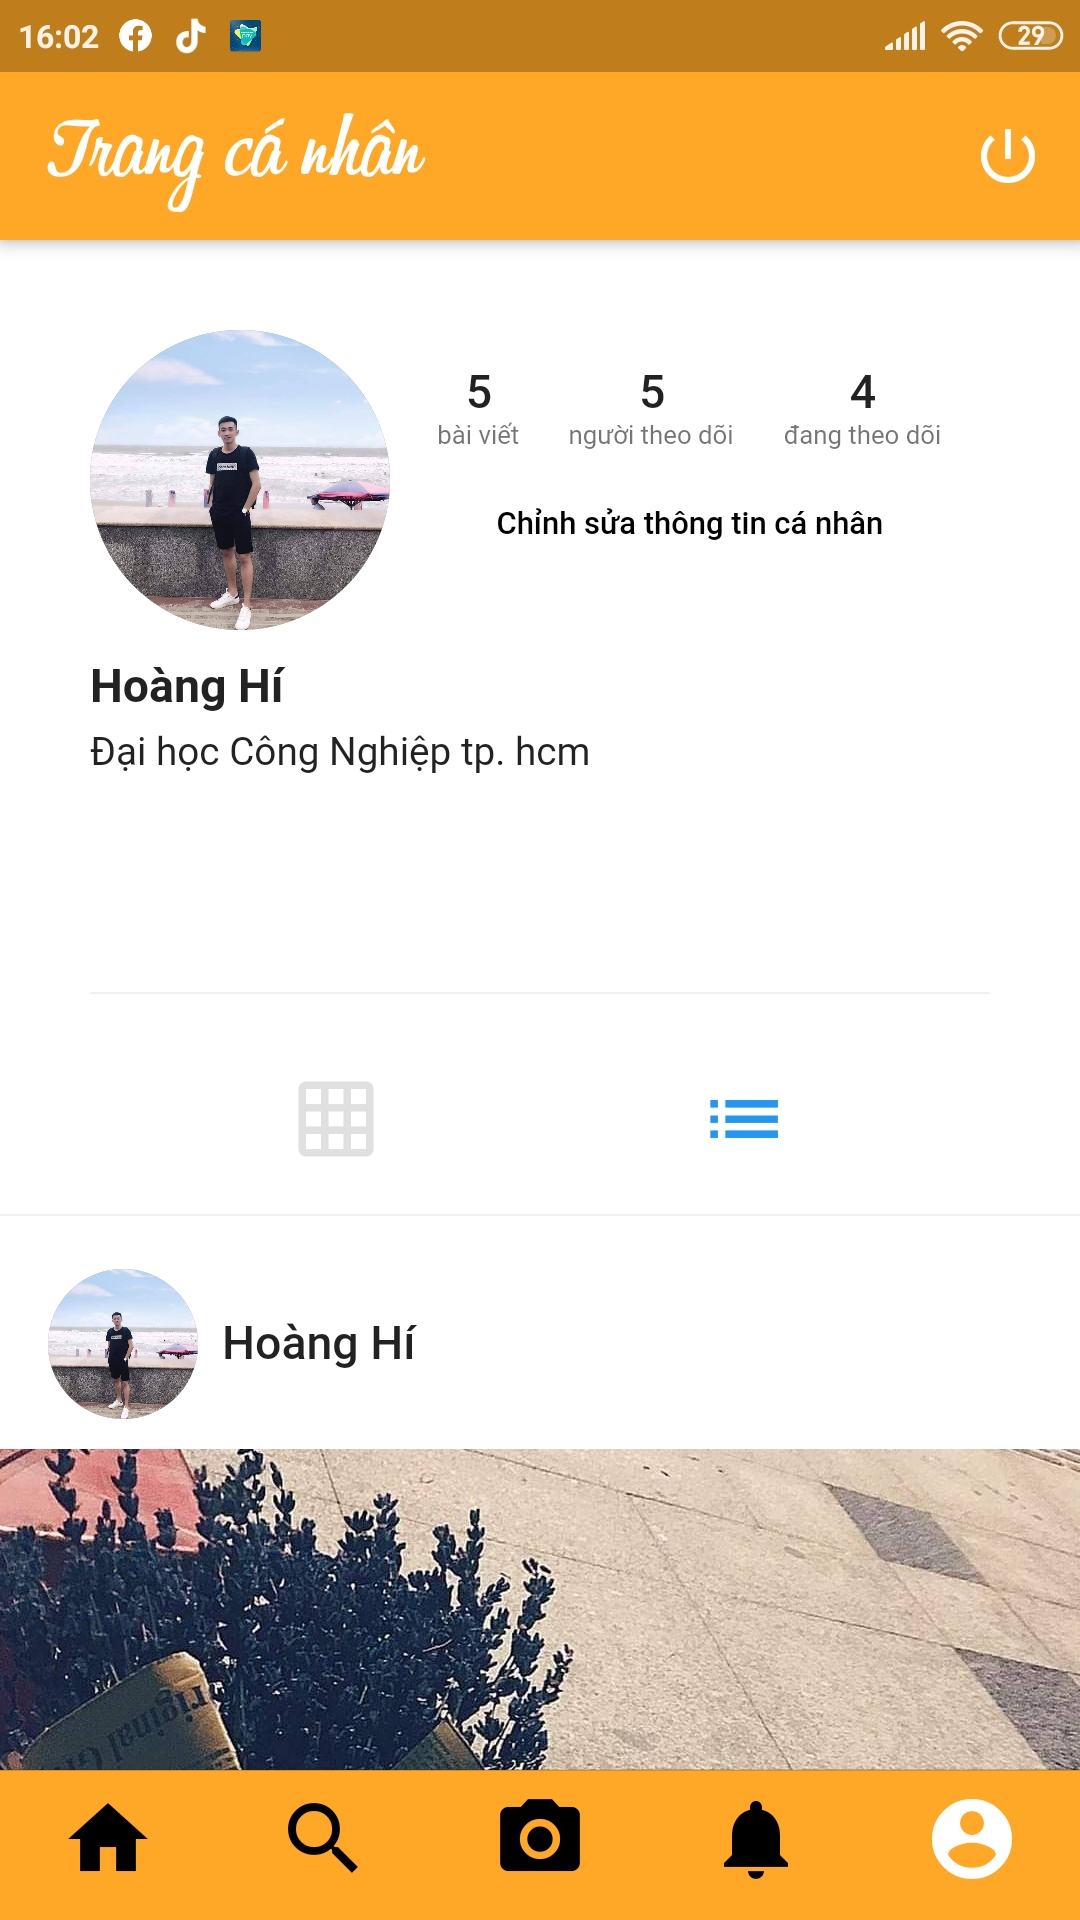 16:02
29
Trang cá nhân
5 5 4
bài viết người theo dõi đang theo dõi
Chỉnh sửa thông tin cá nhân
Hoàng Hí
Đại học Công Nghiệp tp. hcm
Hoàng Hí
Original